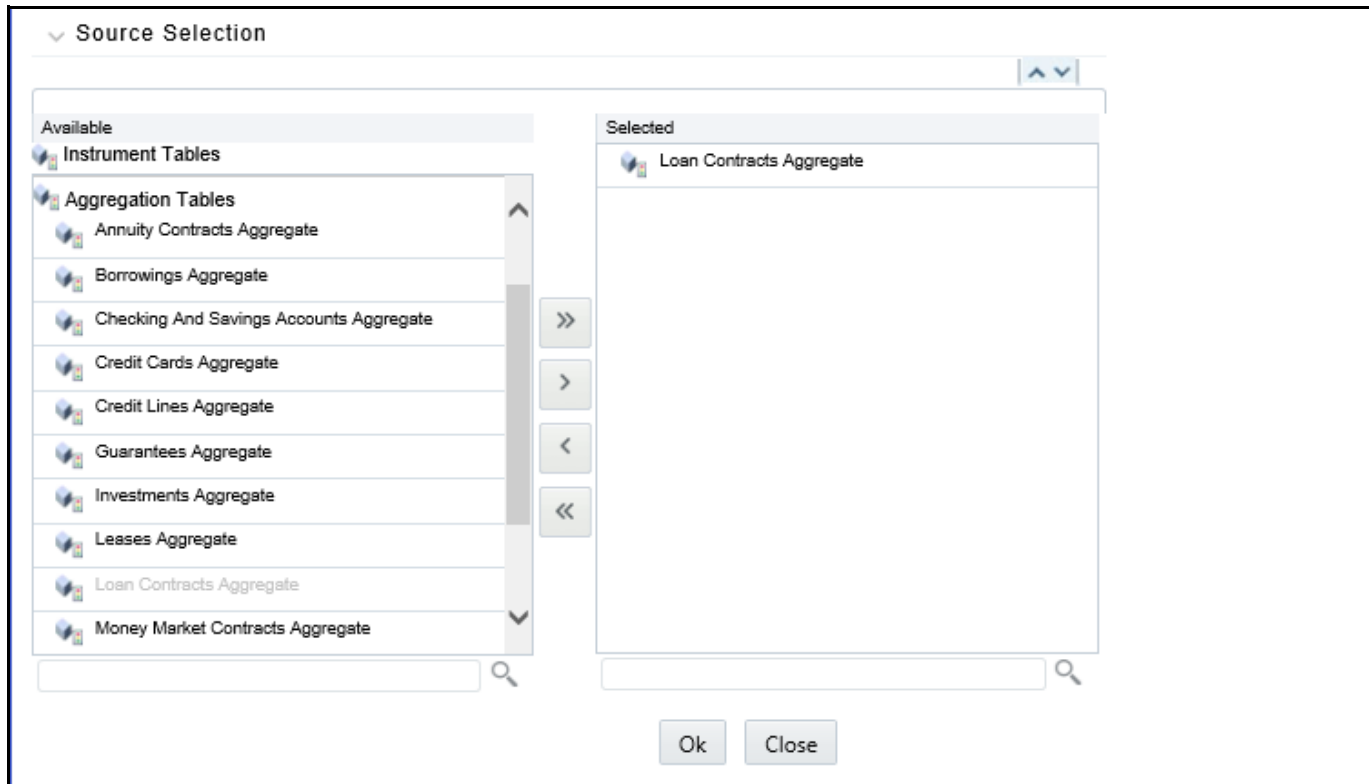 Source Selection
Available
Instrument Tables
Aggregation Tables
Annuity Contracts Aggregate
Borrowings Aggregate
Checking And Savings Accounts Aggregate
Credit Cards Aggregate
Credit Lines Aggregate
Guarantees Aggregate
Investments Aggregate
Leases Aggregate
Loan Contracts Aggregate
Money Market Contracts Aggregate
Selected
Loan Contracts Aggregate
Ok
Close